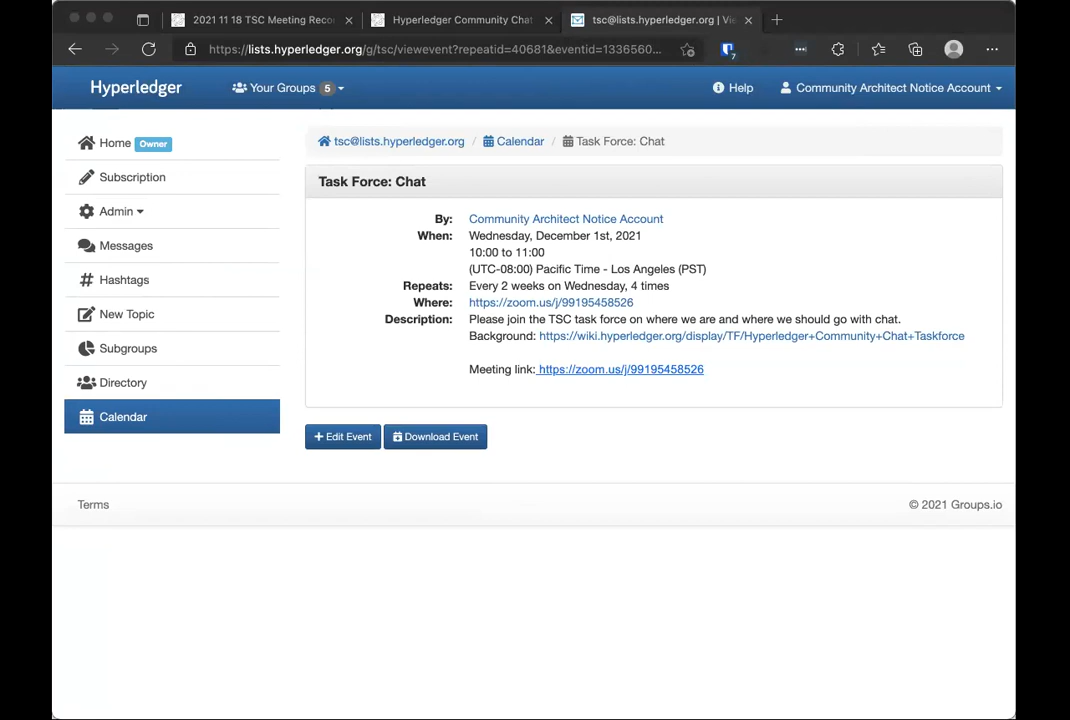 2021 11 18 TSC Meeting Reco
Hyperledger Community Chat
tsc@lists.hyperledger.org | Vie
https://lists.hyperledger.org/g/tsc/viewevent?repeatid=40681&eventid=1336560...
7
Hyperledger
Your Groups 5
Help
Community Architect Notice Account
Home Owner
Subscription
Admin
Messages
Hashtags
New Topic
Subgroups
Directory
Calendar
tsc@lists.hyperledger.org / Calendar / Task Force: Chat
Task Force: Chat
By: Community Architect Notice Account
When: Wednesday, December 1st, 2021
10:00 to 11:00
(UTC-08:00) Pacific Time - Los Angeles (PST)
Repeats: Every 2 weeks on Wednesday, 4 times
Where: https://zoom.us/j/99195458526
Description: Please join the TSC task force on where we are and where we should go with chat.
Background: https://wiki.hyperledger.org/display/TF/Hyperledger+Community+Chat+Taskforce
Meeting link: https://zoom.us/j/99195458526
+ Edit Event
Download Event
Terms
© 2021 Groups.io